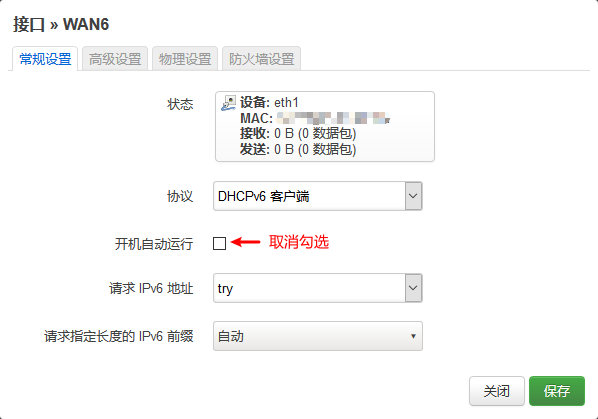 接口 » WAN6
常规设置 高级设置 物理设置 防火墙设置
状态
设备: eth1
MAC:
接收: 0 B (0 数据包)
发送: 0 B (0 数据包)
协议 DHCPv6 客户端
开机自动运行 取消勾选
请求 IPv6 地址 try
请求指定长度的 IPv6 前缀 自动
关闭 保存